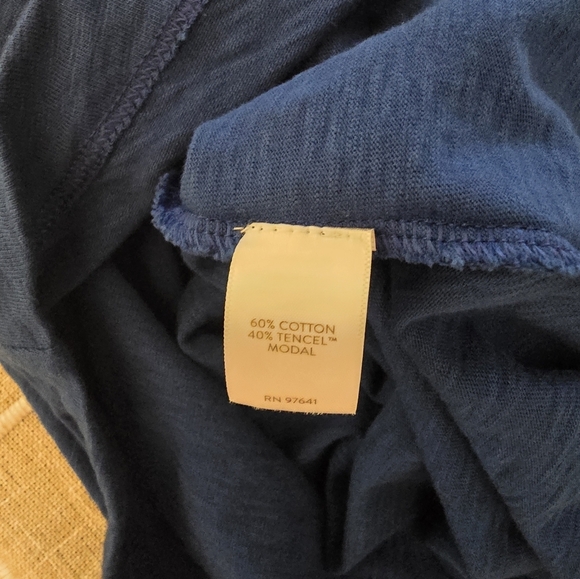 60% COTTON
40% TENCEL™
MODAL
RN 97641